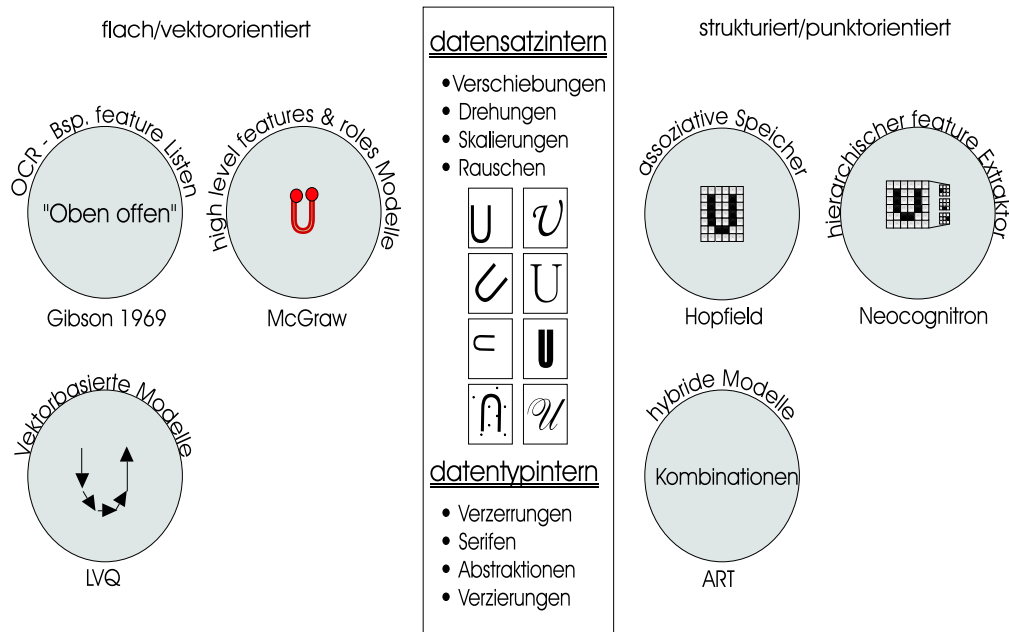 flach/vektororientiert
OCR - Bsp. feature Listen
"Oben offen"
Gibson 1969
high level features & roles Modelle
McGraw
Vektorbasierte Modelle
LVQ
datensatzintern
• Verschiebungen
• Drehungen
• Skalierungen
• Rauschen
U
U
U
U
U
U
U
U
datentypintern
• Verzerrungen
• Serifen
• Abstraktionen
• Verzierungen
strukturiert/punktorientiert
assoziative Speicher
Hopfield
hierarchischer feature Extraktor
Neocognitron
hybride Modelle
Kombinationen
ART